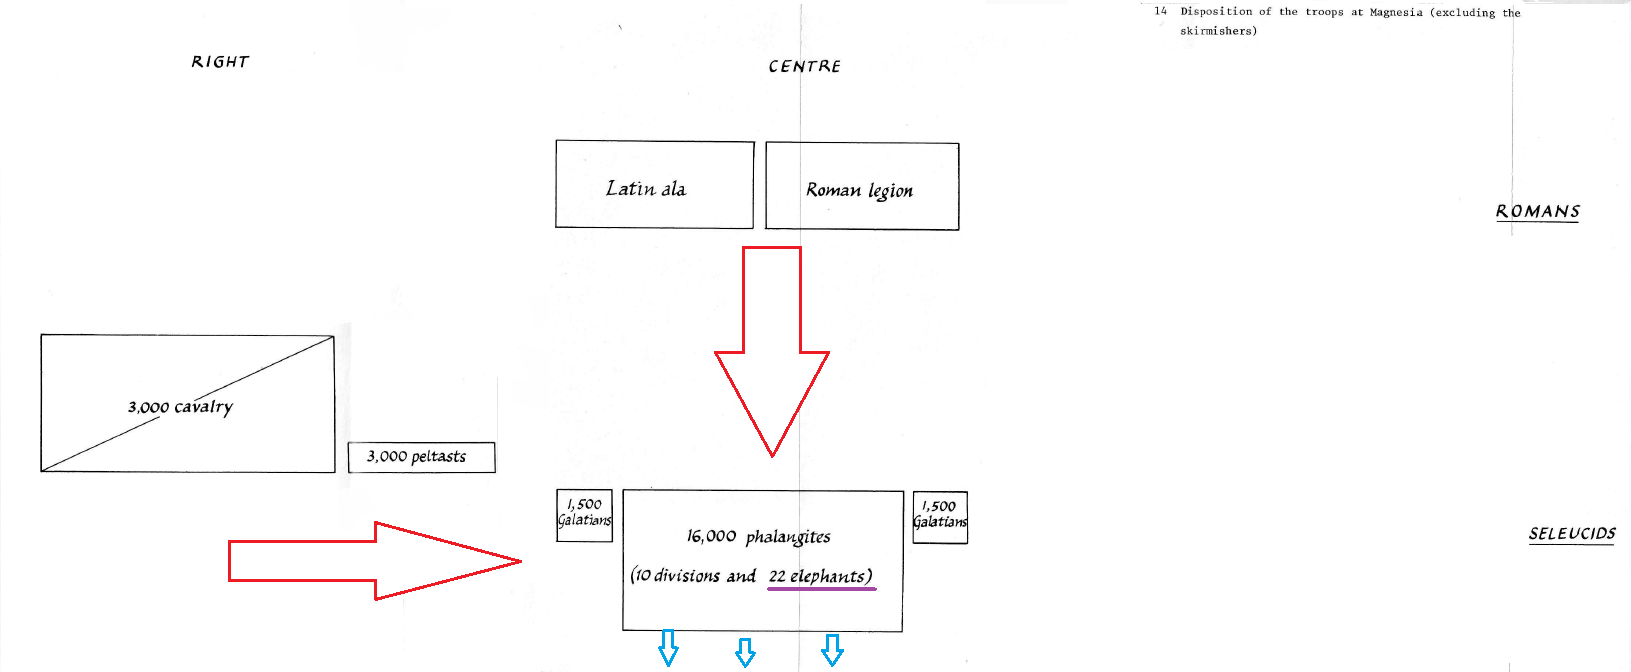 14 Disposition of the troops at Magnesia (excluding the
skirmishers)
RIGHT
CENTRE
Latin ala
Roman legion
ROMANS
3,000 cavalry
3,000 peltasts
1,500
Galatians
16,000 phalangites
(10 divisions and 22 elephants)
1,500
Galatians
SELEUCIDS